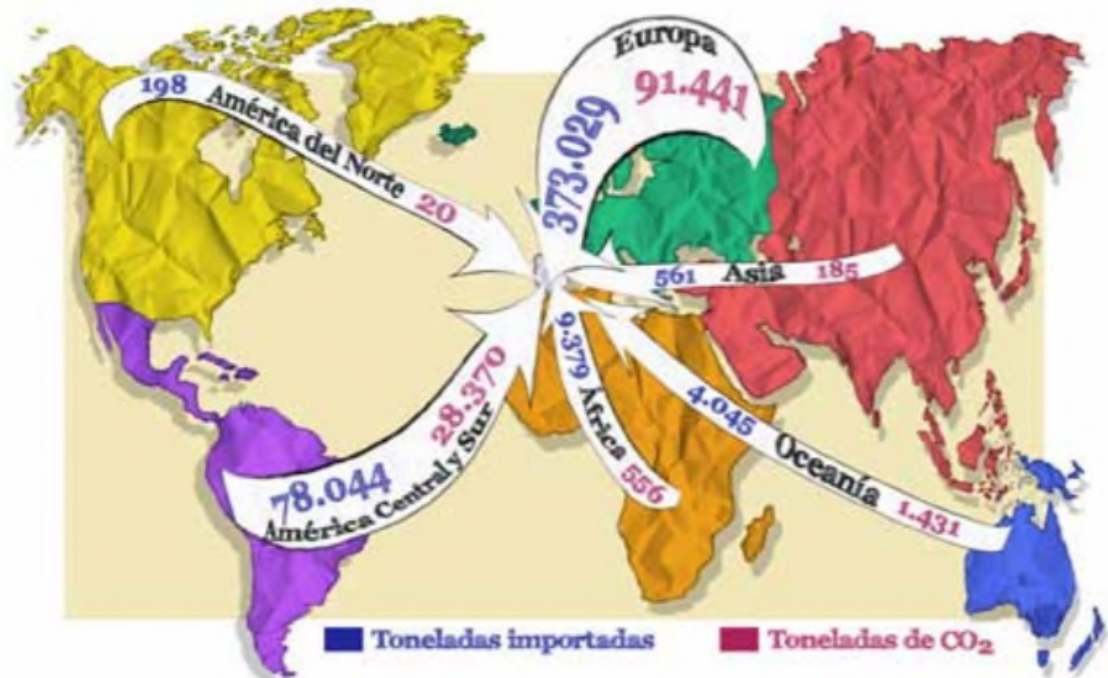 198 América del Norte 20
Europa
373.029
91.441
561 Asia 185
78.044
América Central y Sur
28.370
9.379 África 556
4.045 Oceanía 1.431
Toneladas importadas
Toneladas de CO₂